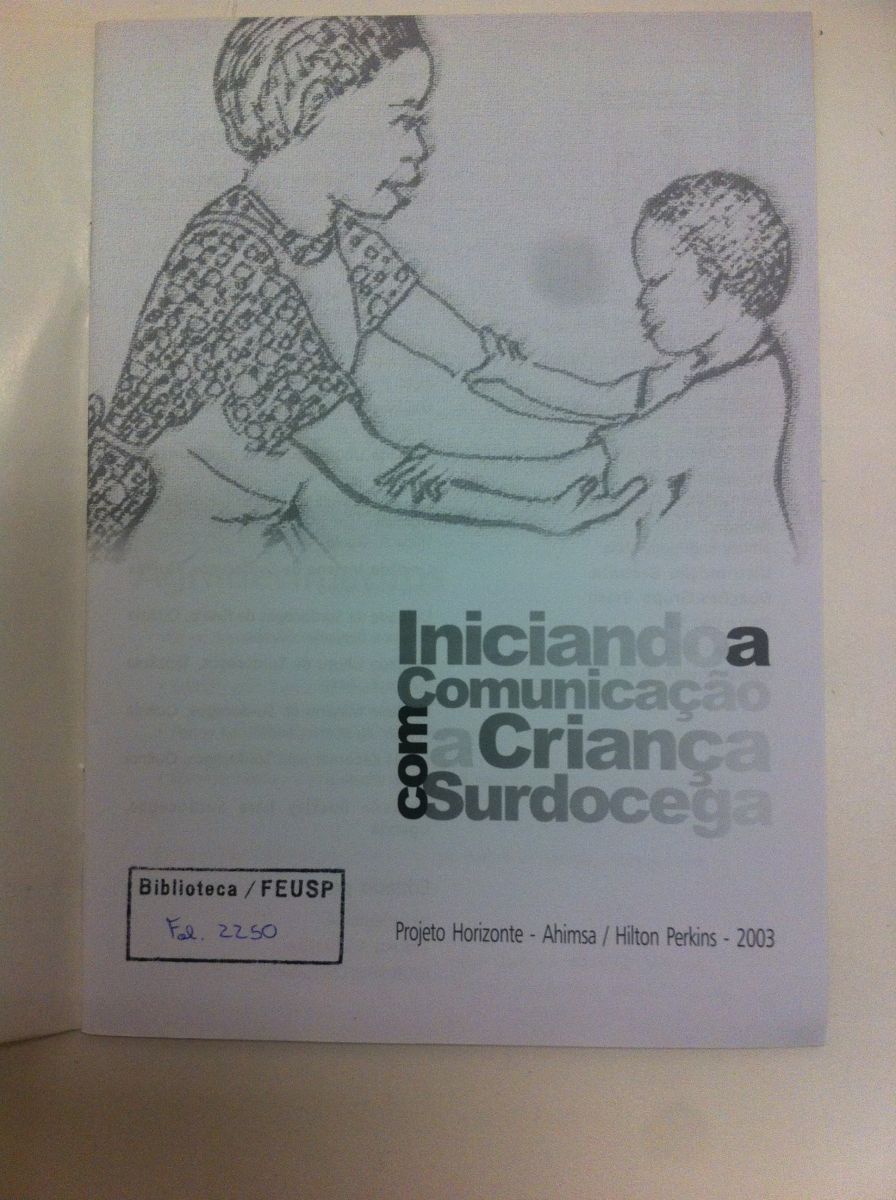 Iniciando a
Comunicação
com a Criança
Surdocega
Biblioteca / FEUSP
Fol. 2250
Projeto Horizonte - Ahimsa / Hilton Perkins - 2003